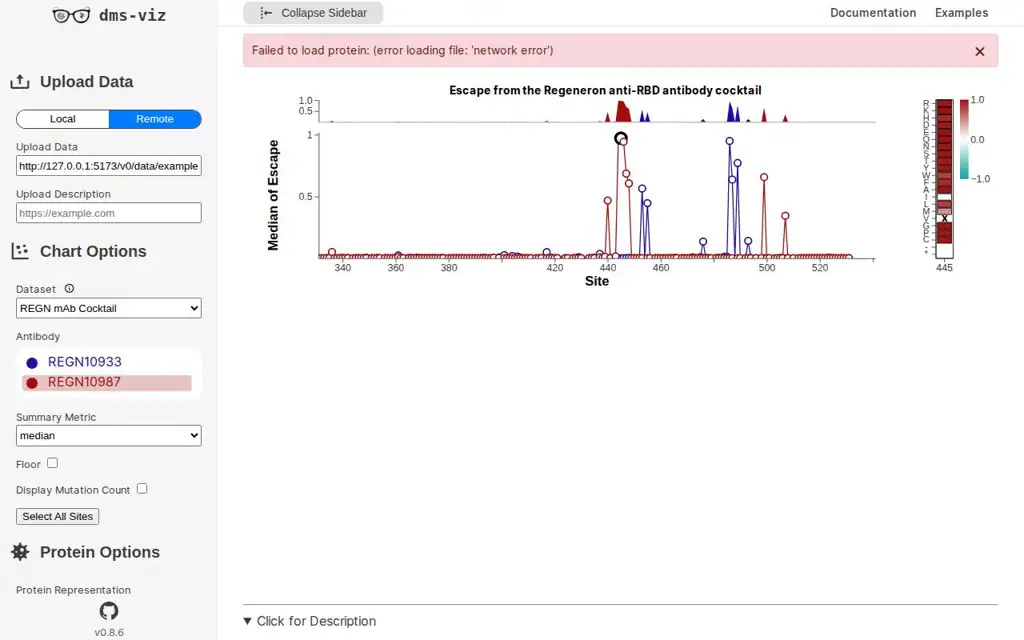 dms-viz
Collapse Sidebar
Documentation
Examples
Failed to load protein: (error loading file: 'network error')
×
Upload Data
Local
Remote
Upload Data
http://127.0.0.1:5173/v0/data/example
Upload Description
https://example.com
Chart Options
Dataset
REGN mAb Cocktail
Antibody
REGN10933
REGN10987
Summary Metric
median
Floor
Display Mutation Count
Select All Sites
Protein Options
Protein Representation
v0.8.6
Escape from the Regeneron anti-RBD antibody cocktail
1.0
0.5
1
0.5
Median of Escape
340
360
380
420
440
460
500
520
Site
R
K
H
D
E
Q
N
S
T
Y
W
F
A
I
L
M
V
G
P
C
-
*
X
445
1.0
0.0
−1.0
▼ Click for Description